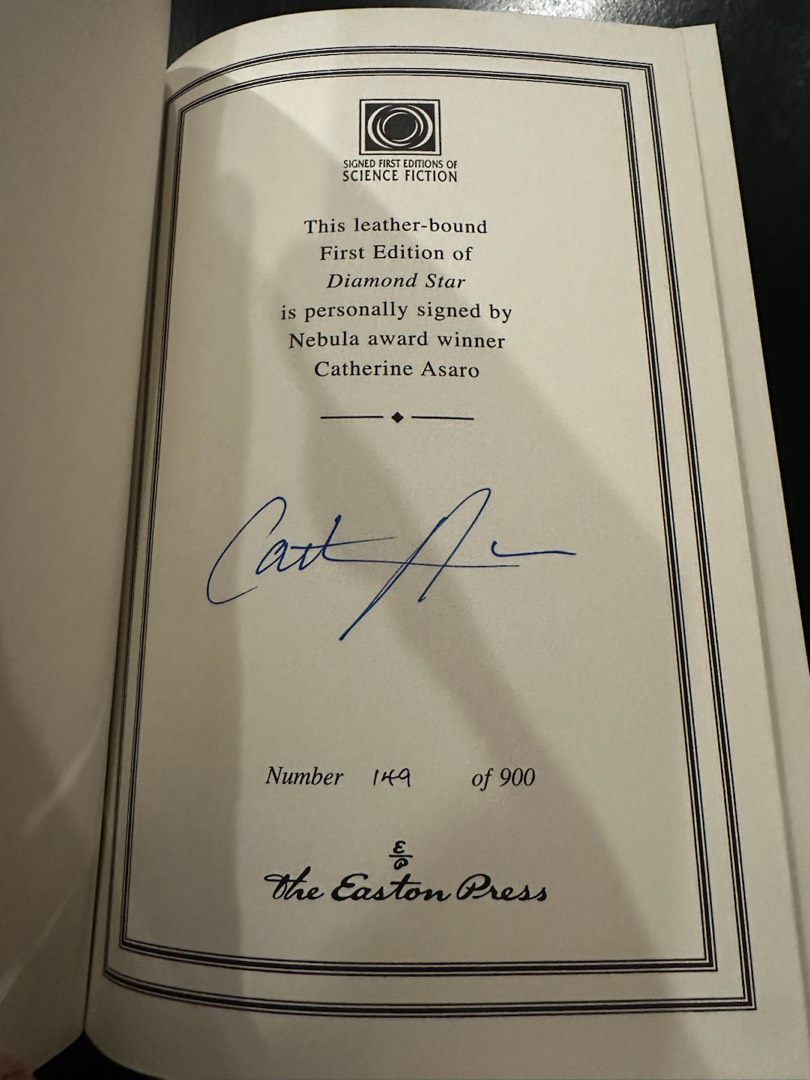 SIGNED FIRST EDITIONS OF
SCIENCE FICTION
This leather-bound
First Edition of
Diamond Star
is personally signed by
Nebula award winner
Catherine Asaro
Number 149 of 900
E
P
The Easton Press